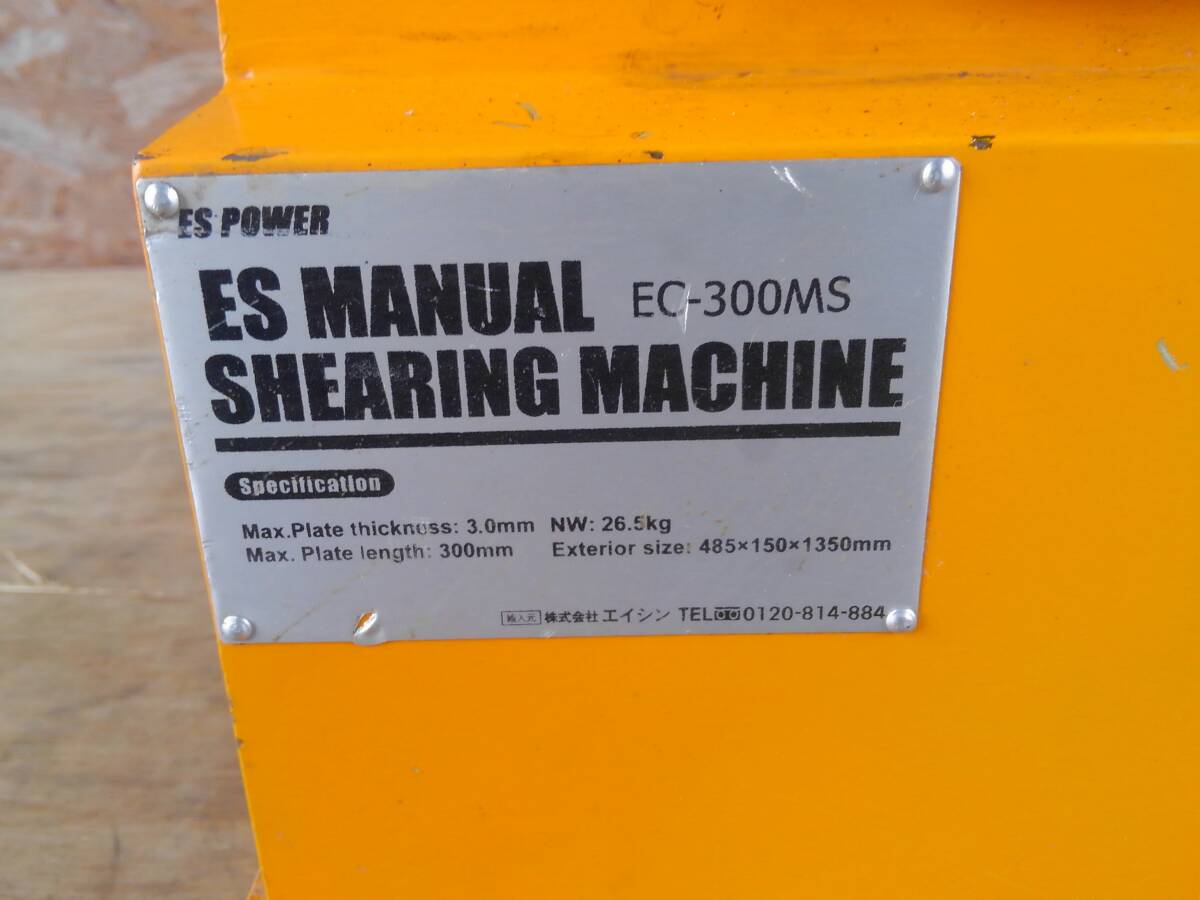 ES POWER
ES MANUAL EC-300MS
SHEARING MACHINE
Specification
Max.Plate thickness: 3.0mm NW: 26.5kg
Max. Plate length: 300mm Exterior size: 485×150×1350mm
輸入元 株式会社 エイシン TEL 0120-814-884